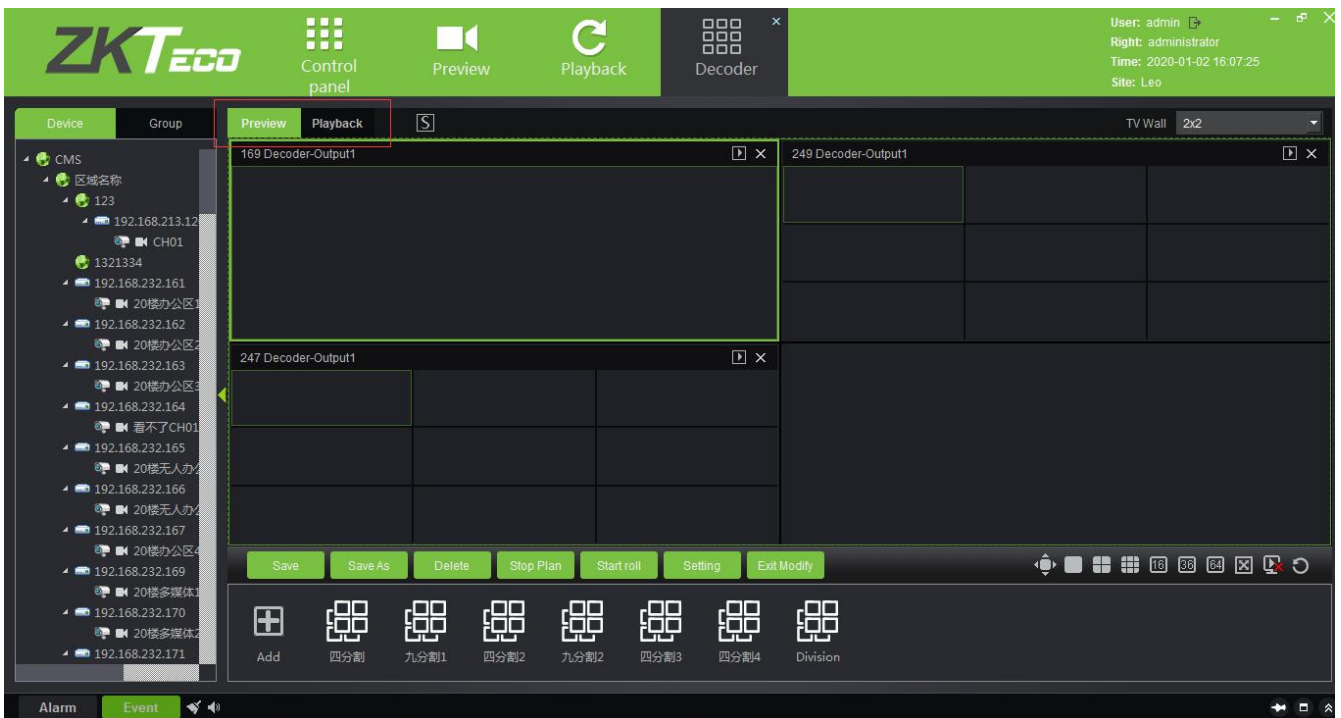 ZKTECO
Control
panel
Preview
Playback
Decoder
User: admin
Right: administrator
Time: 2020-01-02 16:07:25
Site: Leo
Device
Group
Preview
Playback
S
TV Wall
2x2
CMS
区域名称
123
192.168.213.12
CH01
1321334
192.168.232.161
20楼办公区1
192.168.232.162
20楼办公区2
192.168.232.163
20楼办公区3
192.168.232.164
看不了CH01
192.168.232.165
20楼无人办公
192.168.232.166
20楼无人办公
192.168.232.167
20楼办公区4
192.168.232.169
20楼多媒体1
192.168.232.170
20楼多媒体2
192.168.232.171
169 Decoder-Output1
249 Decoder-Output1
247 Decoder-Output1
Save
Save As
Delete
Stop Plan
Start roll
Setting
Exit Modify
16
36
64
Add
四分割
九分割1
四分割2
九分割2
四分割3
四分割4
Division
Alarm
Event